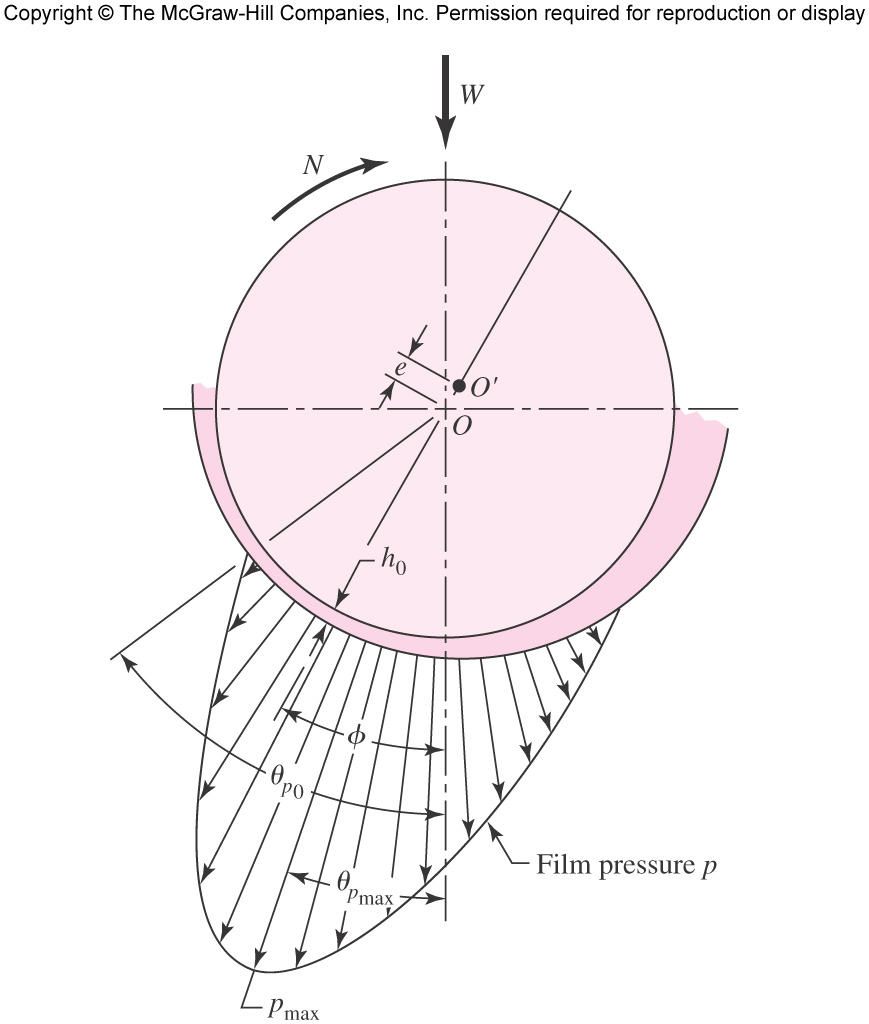 Copyright © The McGraw-Hill Companies, Inc. Permission required for reproduction or display
W
N
e
O'
O
h₀
ϕ
θₚ₀
θₚmax
Film pressure p
pmax